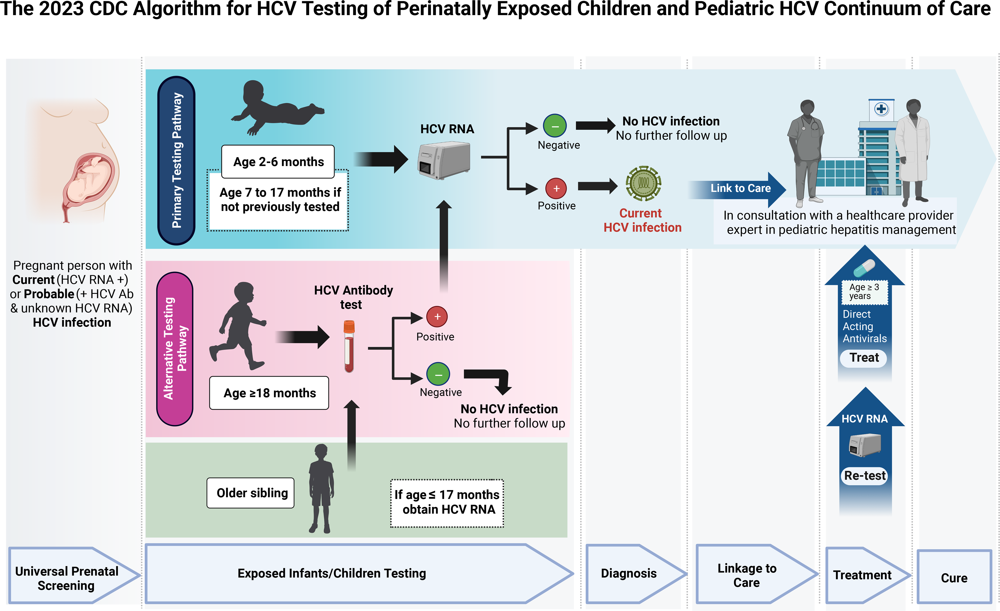 The 2023 CDC Algorithm for HCV Testing of Perinatally Exposed Children and Pediatric HCV Continuum of Care
Pregnant person with
Current (HCV RNA +)
or Probable (+ HCV Ab
& unknown HCV RNA)
HCV infection
Primary Testing Pathway
Age 2-6 months
Age 7 to 17 months if
not previously tested
HCV RNA
−
Negative
No HCV infection
No further follow up
+
Positive
Current
HCV infection
Link to Care
In consultation with a healthcare provider
expert in pediatric hepatitis management
Alternative Testing
Pathway
Age ≥18 months
HCV Antibody
test
+
Positive
−
Negative
No HCV infection
No further follow up
Older sibling
If age ≤ 17 months
obtain HCV RNA
Age ≥ 3
years
Direct
Acting
Antivirals
Treat
HCV RNA
Re-test
Universal Prenatal
Screening
Exposed Infants/Children Testing
Diagnosis
Linkage to
Care
Treatment
Cure